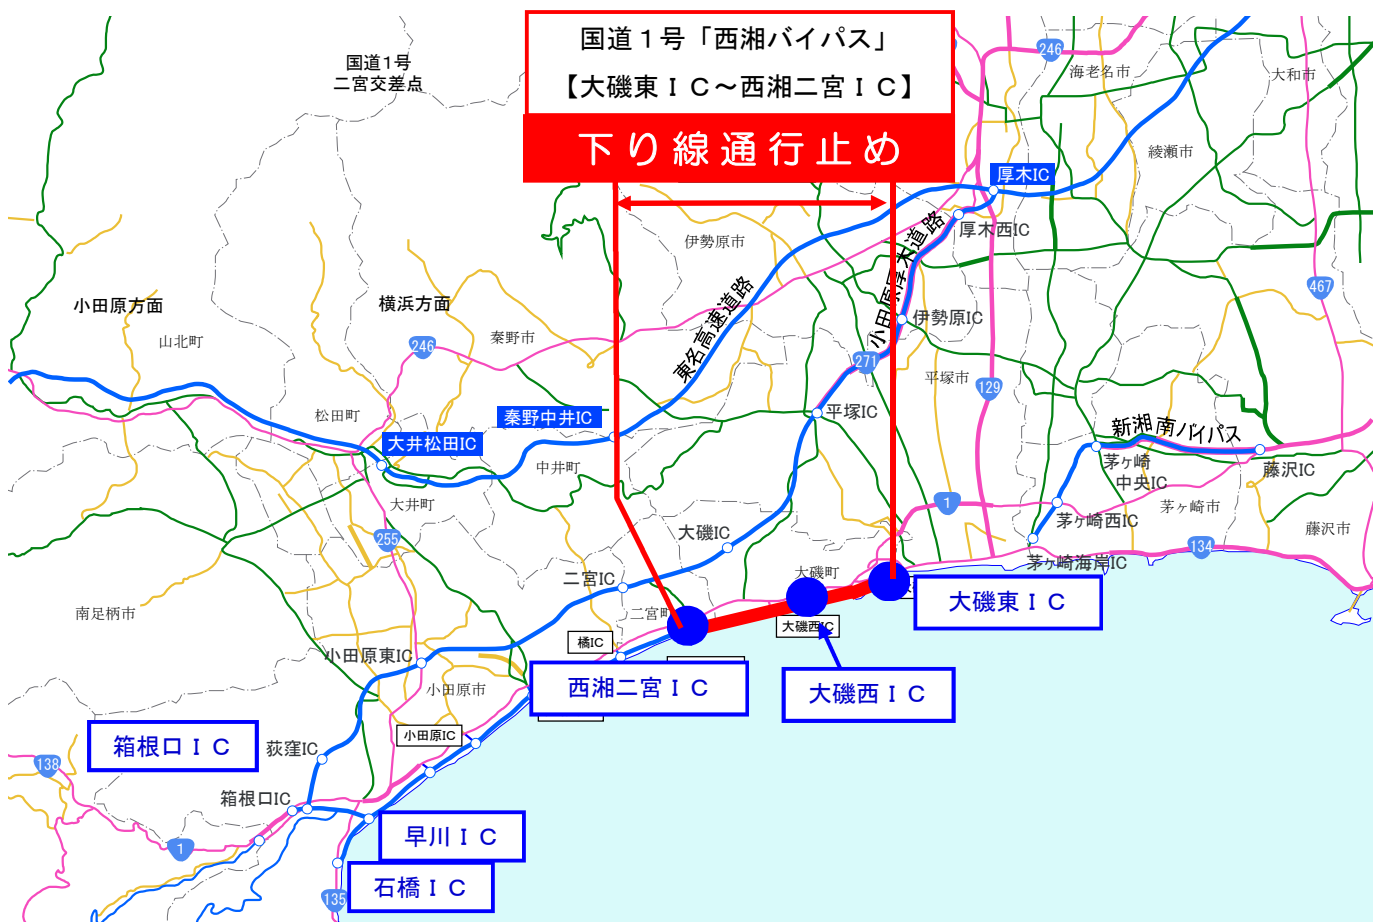 国道１号「西湘バイパス」
【大磯東ＩＣ～西湘二宮ＩＣ】
下り線通行止め
国道1号
二宮交差点
246
海老名市
大和市
綾瀬市
厚木IC
厚木西IC
伊勢原市
小田原厚木道路
東名高速道路
467
小田原方面
横浜方面
伊勢原IC
山北町
246
秦野市
271
平塚市
129
松田町
秦野中井IC
平塚IC
新湘南バイパス
大井松田IC
中井町
茅ヶ崎
中央IC
藤沢IC
大井町
1
茅ヶ崎西IC
茅ヶ崎市
藤沢市
255
大磯IC
134
茅ヶ崎海岸IC
二宮IC
大磯町
大磯東ＩＣ
南足柄市
二宮町
大磯西IC
橘IC
小田原東IC
西湘二宮ＩＣ
大磯西ＩＣ
小田原市
小田原IC
箱根口ＩＣ
荻窪IC
138
箱根口IC
早川ＩＣ
1
石橋ＩＣ
135